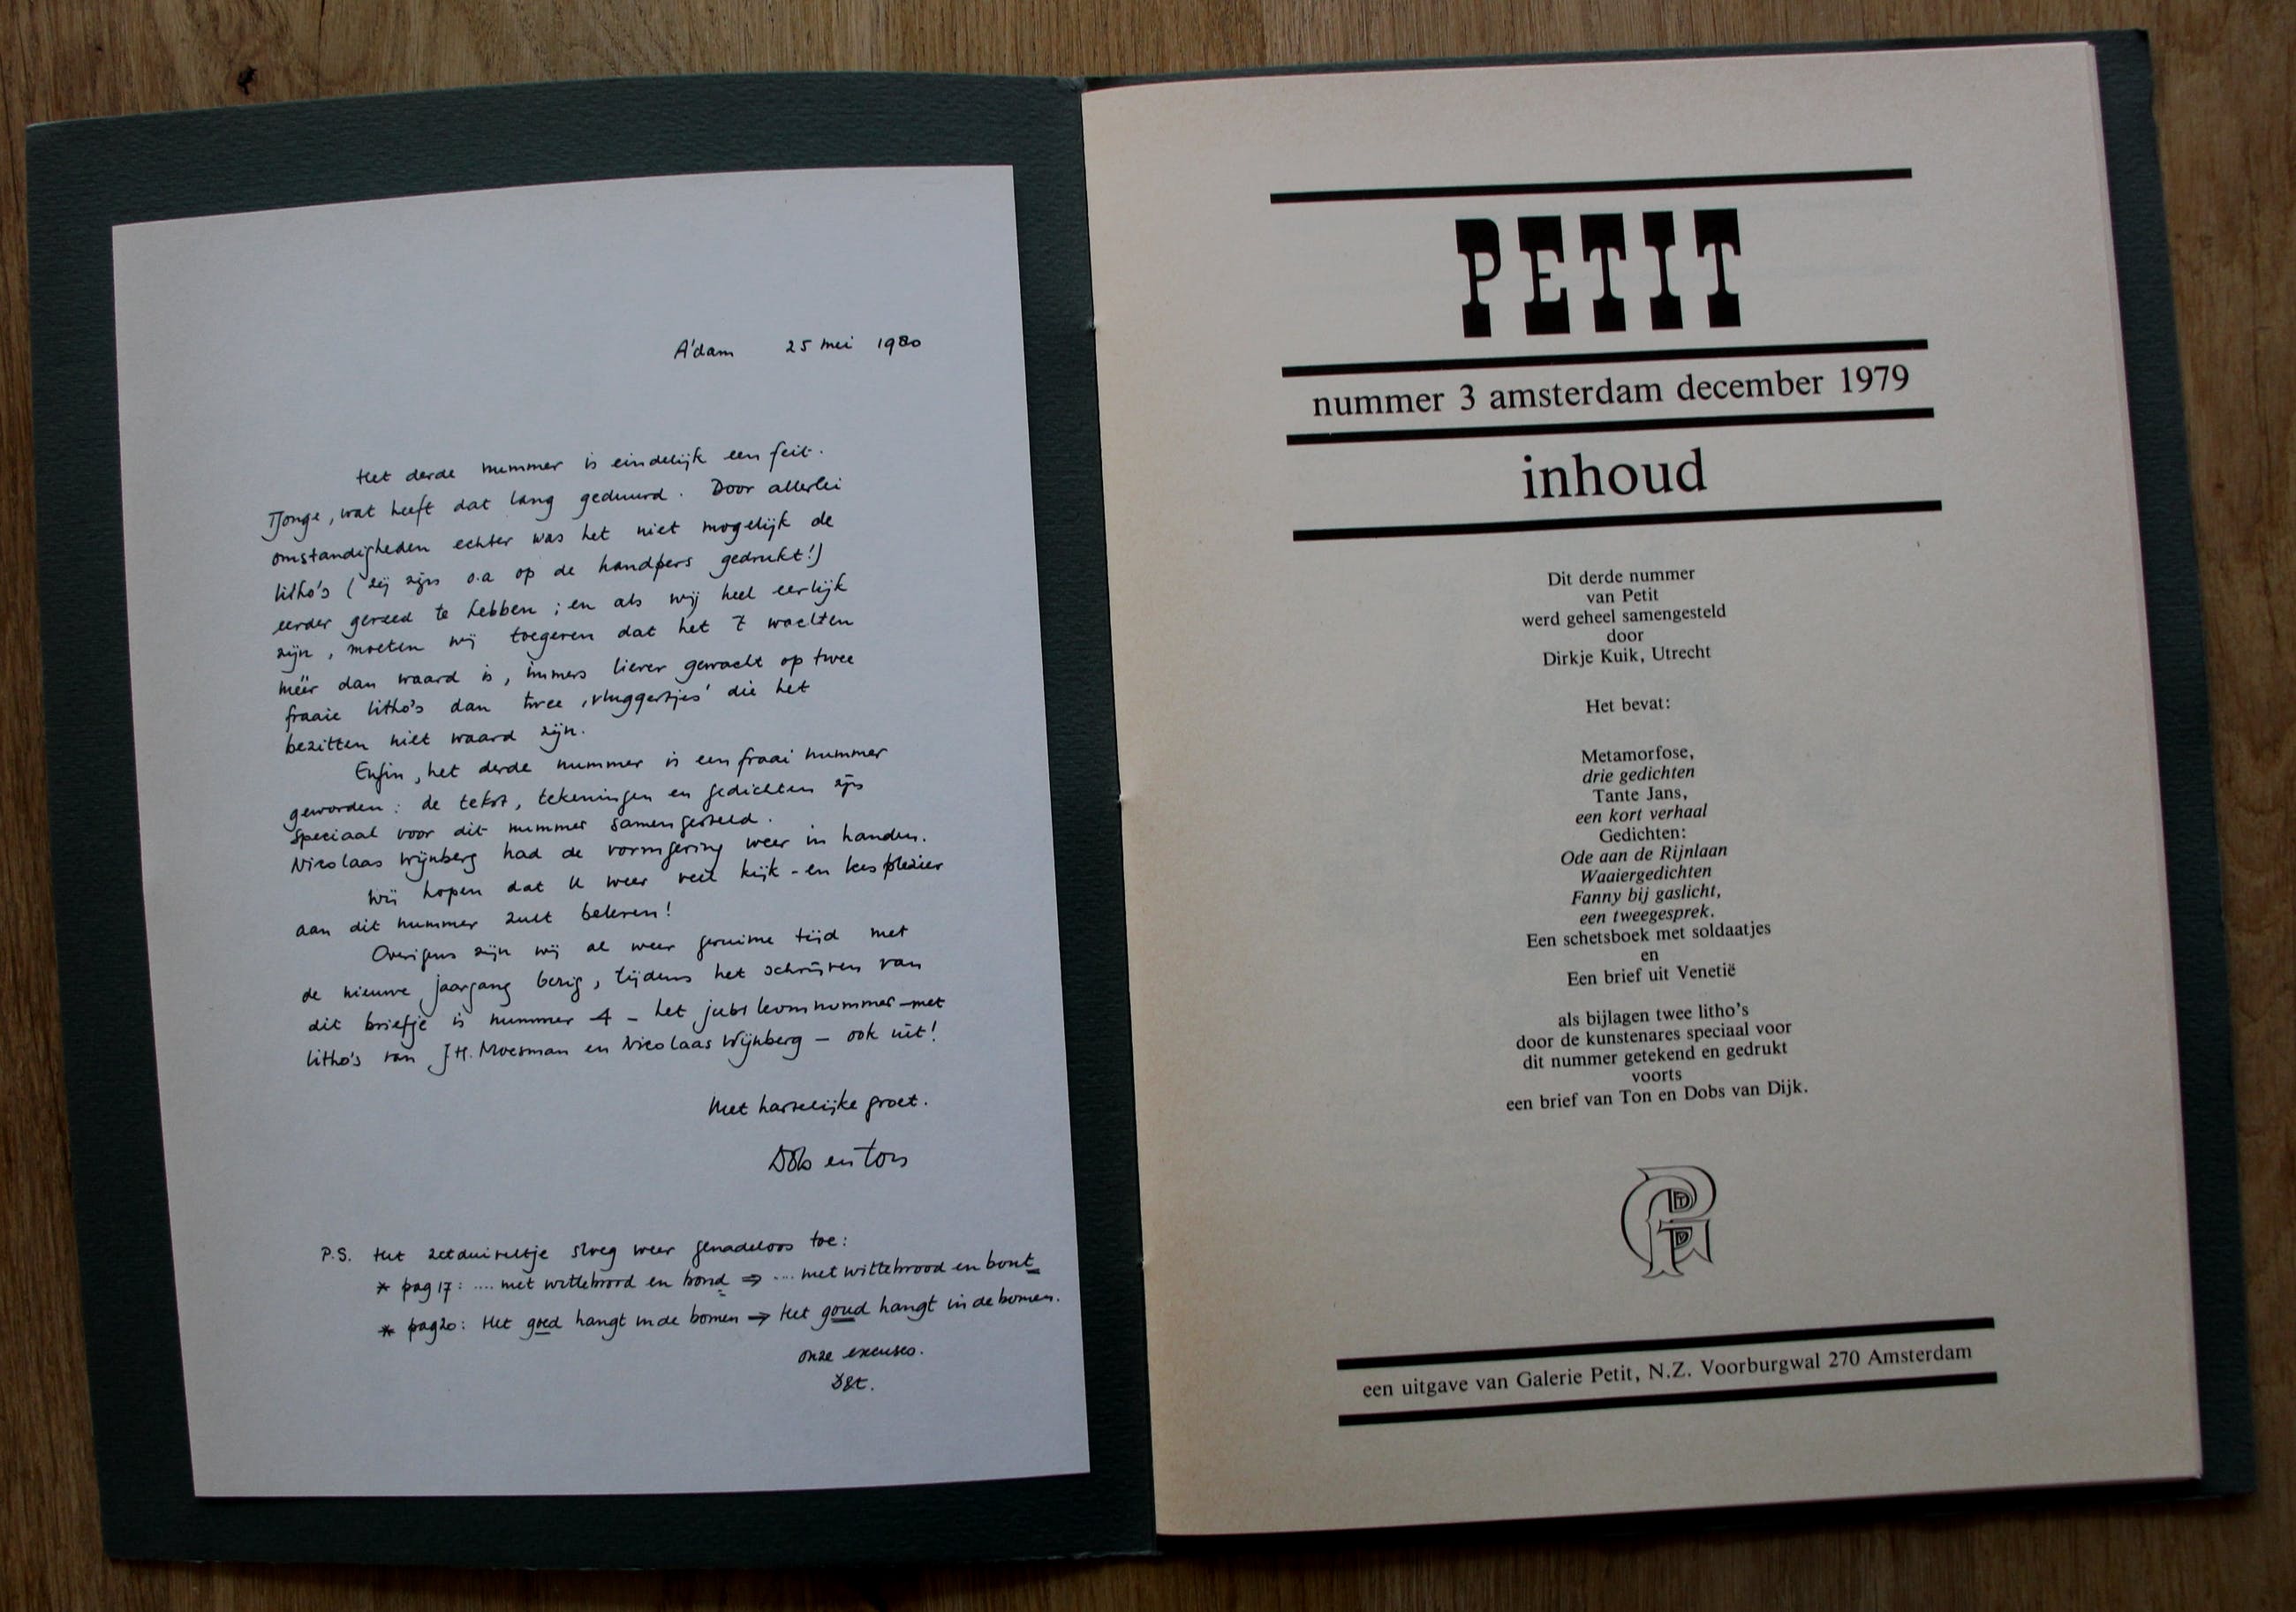 A'dam 25 mei 1980
Het derde nummer is eindelijk een feit.
Tjonge, wat heeft dat lang geduurd. Door allerlei
omstandigheden echter was het niet mogelijk de
litho's (zij zijn o.a op de handpers gedrukt!)
eerder gereed te hebben ; en als wij heel eerlijk
zijn, moeten wij toegeven dat het 't wachten
méér dan waard is, immers liever gewacht op twee
fraaie litho's dan twee ‚vluggertjes' die het
bezitten niet waard zijn.
Enfin, het derde nummer is een fraai nummer
geworden : de tekst, tekeningen en gedichten zijn
speciaal voor dit nummer samengesteld.
Nicolaas Wijnberg had de vormgeving weer in handen.
Wij hopen dat U weer veel kijk - en leesplezier
aan dit nummer zult beleven!
Overigens zijn wij al weer geruime tijd met
de nieuwe jaargang bezig, tijdens het schrijven van
dit briefje is nummer 4 - het jubileumnummer - met
litho's van J.H. Moesman en Nicolaas Wijnberg - ook uit!
Met hartelijke groet.
Dobs en Ton
P.S. Het zetduiveltje sloeg weer genadeloos toe:
* pag 17: .... met wittebrood en bond ⇒ .... met wittebrood en bont
* pag 20: Het goed hangt in de bomen ⇒ Het goud hangt in de bomen.
onze excuses.
D&t.
PETIT
nummer 3 amsterdam december 1979
inhoud
Dit derde nummer
van Petit
werd geheel samengesteld
door
Dirkje Kuik, Utrecht
Het bevat:
Metamorfose,
drie gedichten
Tante Jans,
een kort verhaal
Gedichten:
Ode aan de Rijnlaan
Waaiergedichten
Fanny bij gaslicht,
een tweegesprek.
Een schetsboek met soldaatjes
en
Een brief uit Venetië
als bijlagen twee litho's
door de kunstenares speciaal voor
dit nummer getekend en gedrukt
voorts
een brief van Ton en Dobs van Dijk.
een uitgave van Galerie Petit, N.Z. Voorburgwal 270 Amsterdam